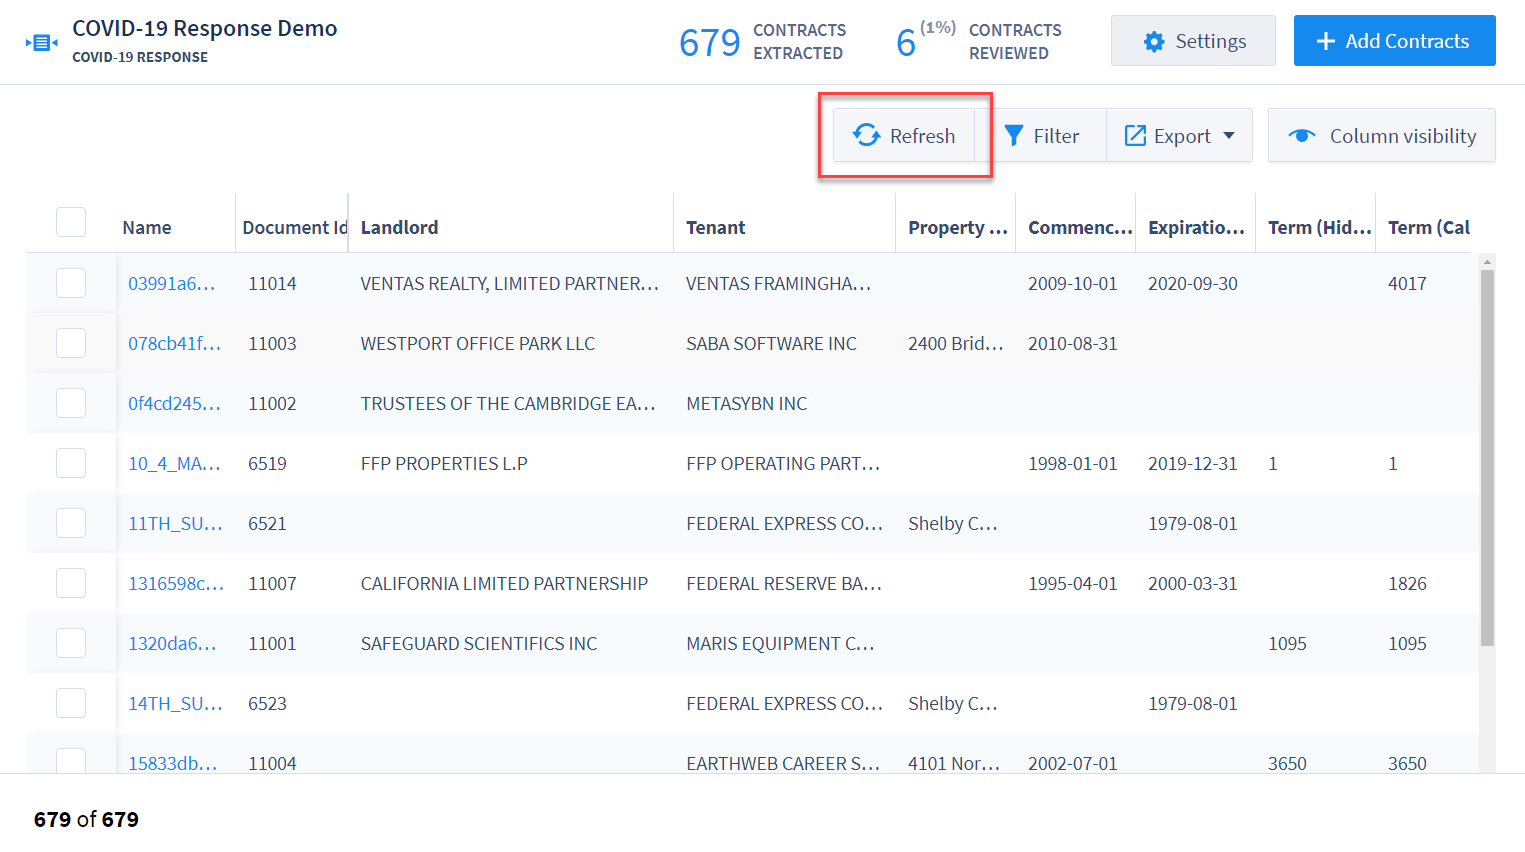 COVID-19 Response Demo
COVID-19 RESPONSE
679 CONTRACTS EXTRACTED
6 (1%) CONTRACTS REVIEWED
Settings
Add Contracts
Refresh
Filter
Export
Column visibility
Name Document Id Landlord Tenant Property ... Commenc... Expiratio... Term (Hid... Term (Cal
03991a6... 11014 VENTAS REALTY, LIMITED PARTNER... VENTAS FRAMINGHA... 2009-10-01 2020-09-30 4017
078cb41f... 11003 WESTPORT OFFICE PARK LLC SABA SOFTWARE INC 2400 Brid... 2010-08-31
0f4cd245... 11002 TRUSTEES OF THE CAMBRIDGE EA... METASYBN INC
10_4_MA... 6519 FFP PROPERTIES L.P FFP OPERATING PART... 1998-01-01 2019-12-31 1 1
11TH_SU... 6521 FEDERAL EXPRESS CO... Shelby C... 1979-08-01
1316598c... 11007 CALIFORNIA LIMITED PARTNERSHIP FEDERAL RESERVE BA... 1995-04-01 2000-03-31 1826
1320da6... 11001 SAFEGUARD SCIENTIFICS INC MARIS EQUIPMENT C... 1095 1095
14TH_SU... 6523 FEDERAL EXPRESS CO... Shelby C... 1979-08-01
15833db... 11004 EARTHWEB CAREER S... 4101 Nor... 2002-07-01 3650 3650
679 of 679